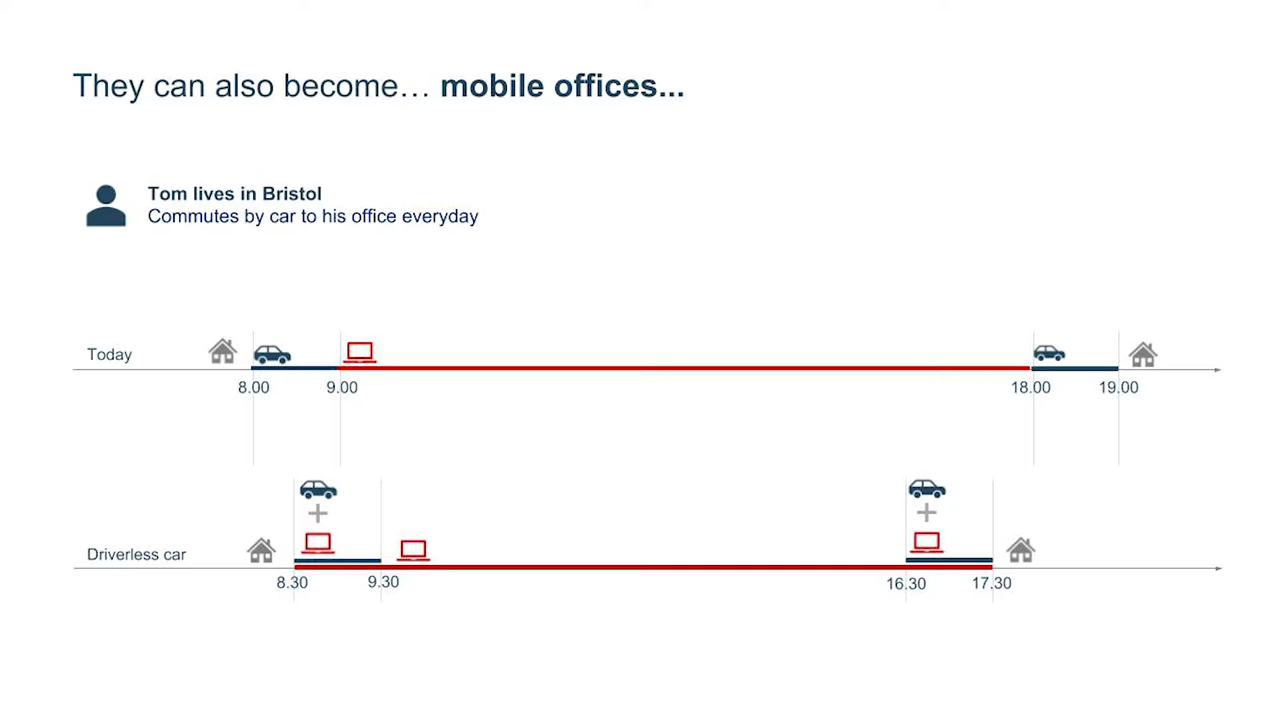 They can also become… mobile offices...
Tom lives in Bristol
Commutes by car to his office everyday
Today
8.00 9.00 18.00 19.00
+ +
Driverless car
8.30 9.30 16.30 17.30